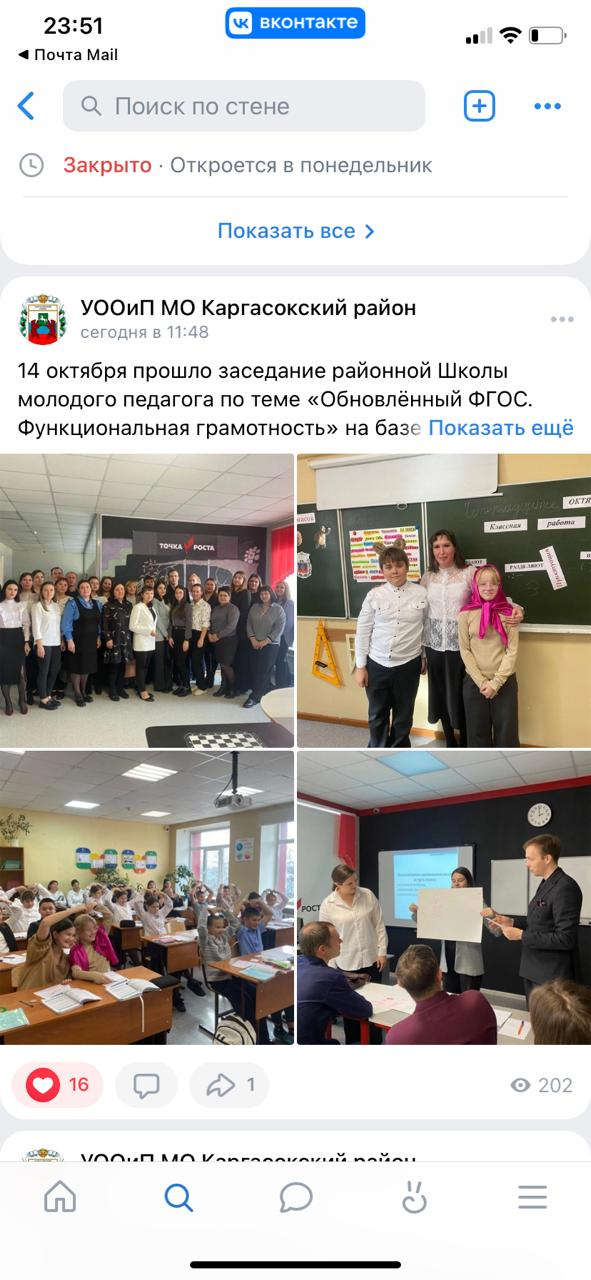 23:51
вконтакте
Почта Mail
Поиск по стене
Закрыто · Откроется в понедельник
Показать все
УООиП МО Каргасокский район
сегодня в 11:48
14 октября прошло заседание районной Школы
молодого педагога по теме «Обновлённый ФГОС.
Функциональная грамотность» на базе Показать ещё
ТОЧКА РОСТА
Классная
работа
РАЗДЕЛЯЮТ
РОСТ
16
1
202
УООиП МО Каргасокский район